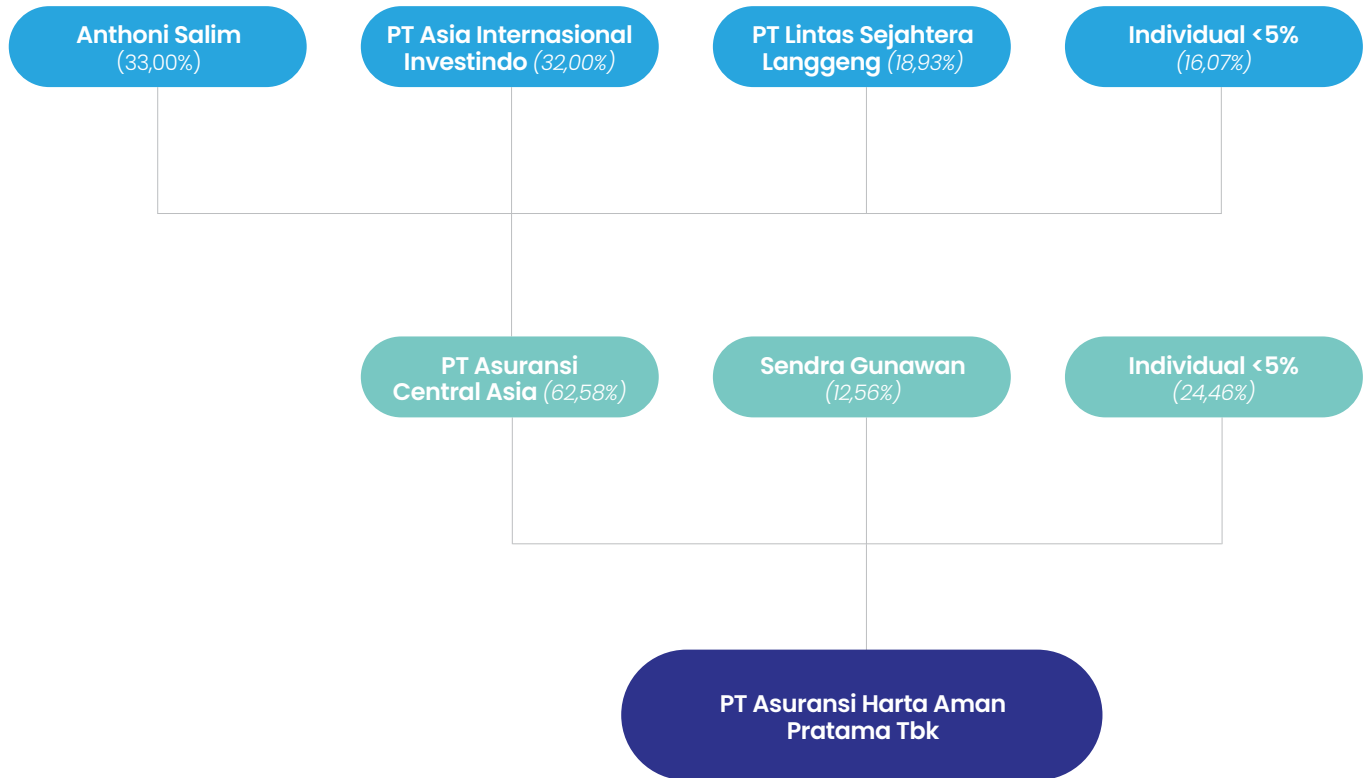 Anthoni Salim
(33,00%)
PT Asia Internasional
Investindo (32,00%)
PT Lintas Sejahtera
Langgeng (18,93%)
Individual <5%
(16,07%)
PT Asuransi
Central Asia (62,58%)
Sendra Gunawan
(12,56%)
Individual <5%
(24,46%)
PT Asuransi Harta Aman
Pratama Tbk